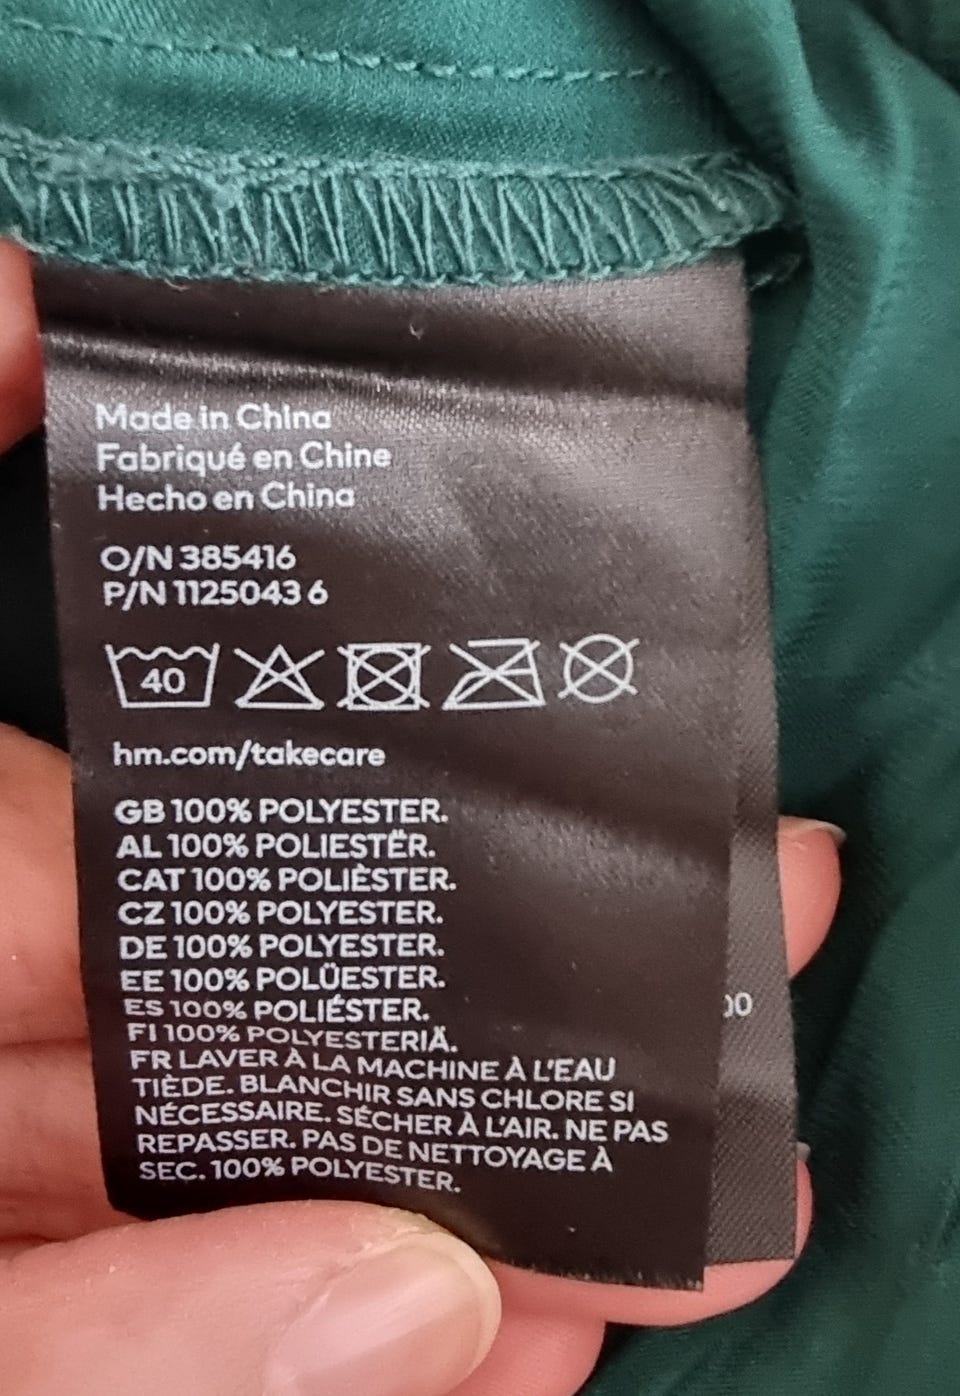 Made in China
Fabriqué en Chine
Hecho en China
O/N 385416
P/N 1125043 6
40
hm.com/takecare
GB 100% POLYESTER.
AL 100% POLIESTËR.
CAT 100% POLIÈSTER.
CZ 100% POLYESTER.
DE 100% POLYESTER.
EE 100% POLÜESTER.
ES 100% POLIÉSTER.
FI 100% POLYESTERIÄ.
FR LAVER À LA MACHINE À L'EAU
TIÈDE. BLANCHIR SANS CHLORE SI
NÉCESSAIRE. SÉCHER À L'AIR. NE PAS
REPASSER. PAS DE NETTOYAGE À
SEC. 100% POLYESTER.